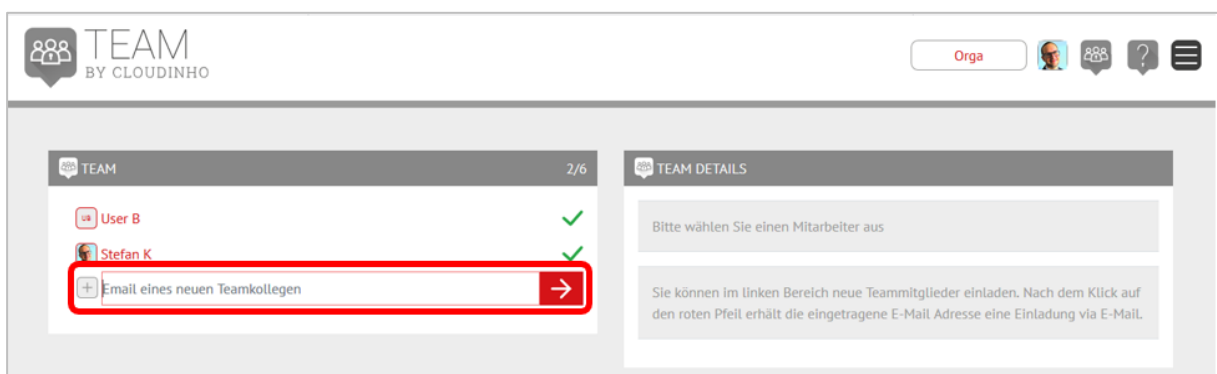 TEAM
BY CLOUDINHO
Orga
?
TEAM 2/6
UB User B
Stefan K
Email eines neuen Teamkollegen
TEAM DETAILS
Bitte wählen Sie einen Mitarbeiter aus
Sie können im linken Bereich neue Teammitglieder einladen. Nach dem Klick auf
den roten Pfeil erhält die eingetragene E-Mail Adresse eine Einladung via E-Mail.